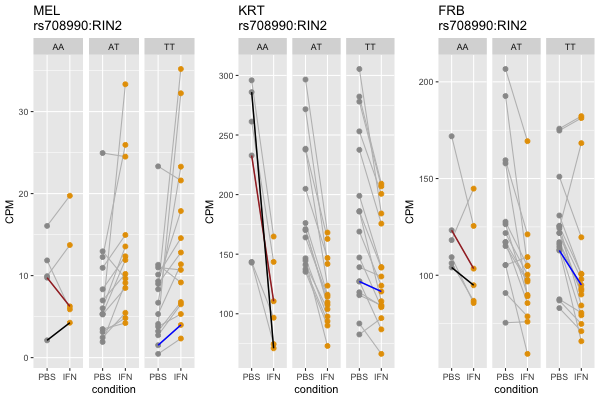 MEL
rs708990:RIN2
AA AT TT
CPM
30
20
10
0
PBS IFN PBS IFN PBS IFN
condition
KRT
rs708990:RIN2
AA AT TT
CPM
300
250
200
150
100
PBS IFN PBS IFN PBS IFN
condition
FRB
rs708990:RIN2
AA AT TT
CPM
200
150
100
PBS IFN PBS IFN PBS IFN
condition